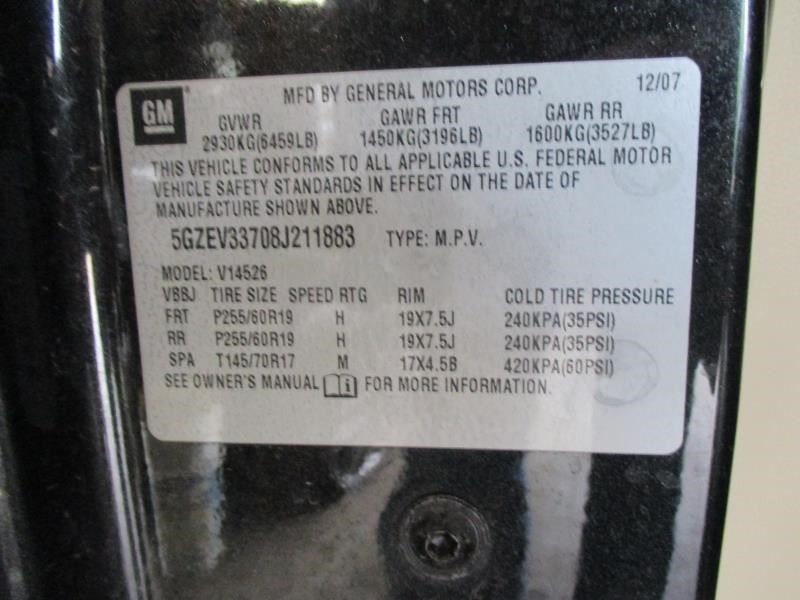 GM MFD BY GENERAL MOTORS CORP. 12/07
GVWR GAWR FRT GAWR RR
2930KG(6459LB) 1450KG(3196LB) 1600KG(3527LB)
THIS VEHICLE CONFORMS TO ALL APPLICABLE U.S. FEDERAL MOTOR
VEHICLE SAFETY STANDARDS IN EFFECT ON THE DATE OF
MANUFACTURE SHOWN ABOVE.
5GZEV33708J211883 TYPE: M.P.V.
MODEL: V14526
VBBJ TIRE SIZE SPEED RTG RIM COLD TIRE PRESSURE
FRT P255/60R19 H 19X7.5J 240KPA(35PSI)
RR P255/60R19 H 19X7.5J 240KPA(35PSI)
SPA T145/70R17 M 17X4.5B 420KPA(60PSI)
SEE OWNER'S MANUAL i FOR MORE INFORMATION.